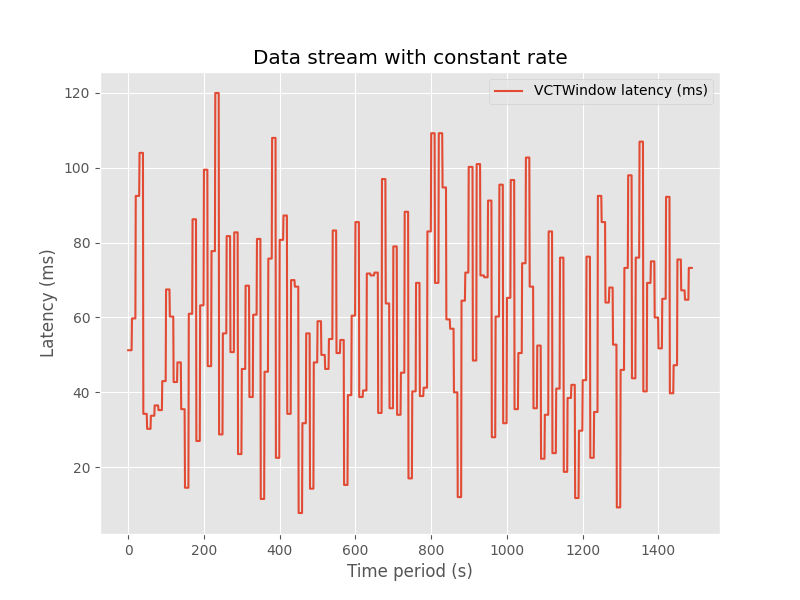 Data stream with constant rate
VCTWindow latency (ms)
120
100
80
60
40
20
Latency (ms)
0 200 400 600 800 1000 1200 1400
Time period (s)